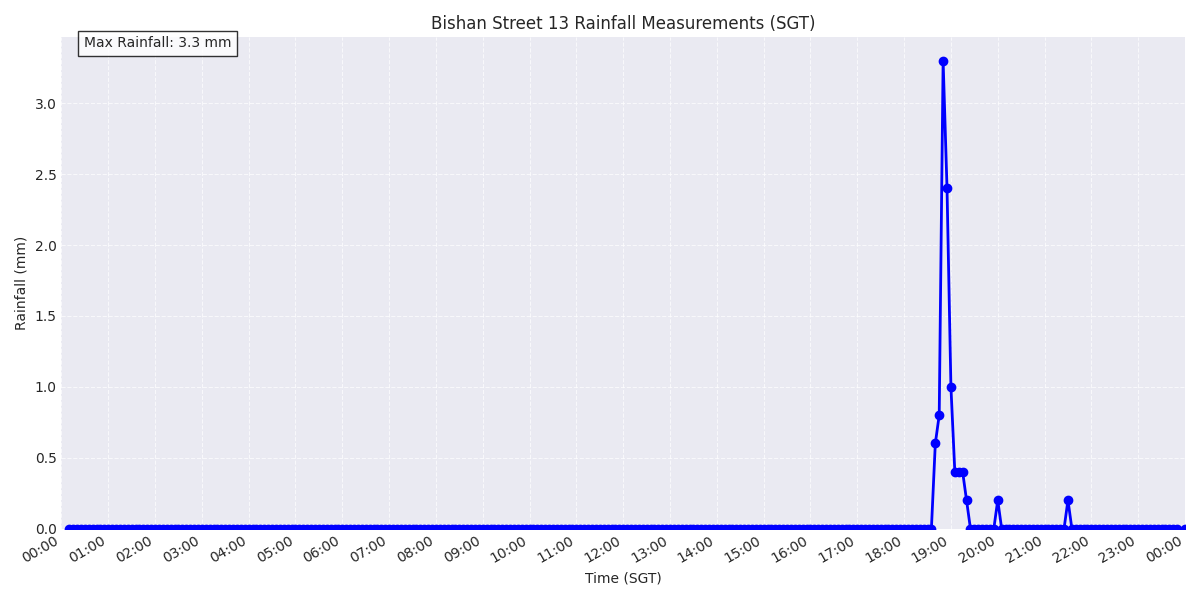 Bishan Street 13 Rainfall Measurements (SGT)
Max Rainfall: 3.3 mm
3.0
2.5
2.0
1.5
1.0
0.5
0.0
Rainfall (mm)
00:00 01:00 02:00 03:00 04:00 05:00 06:00 07:00 08:00 09:00 10:00 11:00 12:00 13:00 14:00 15:00 16:00 17:00 18:00 19:00 20:00 21:00 22:00 23:00 00:00
Time (SGT)